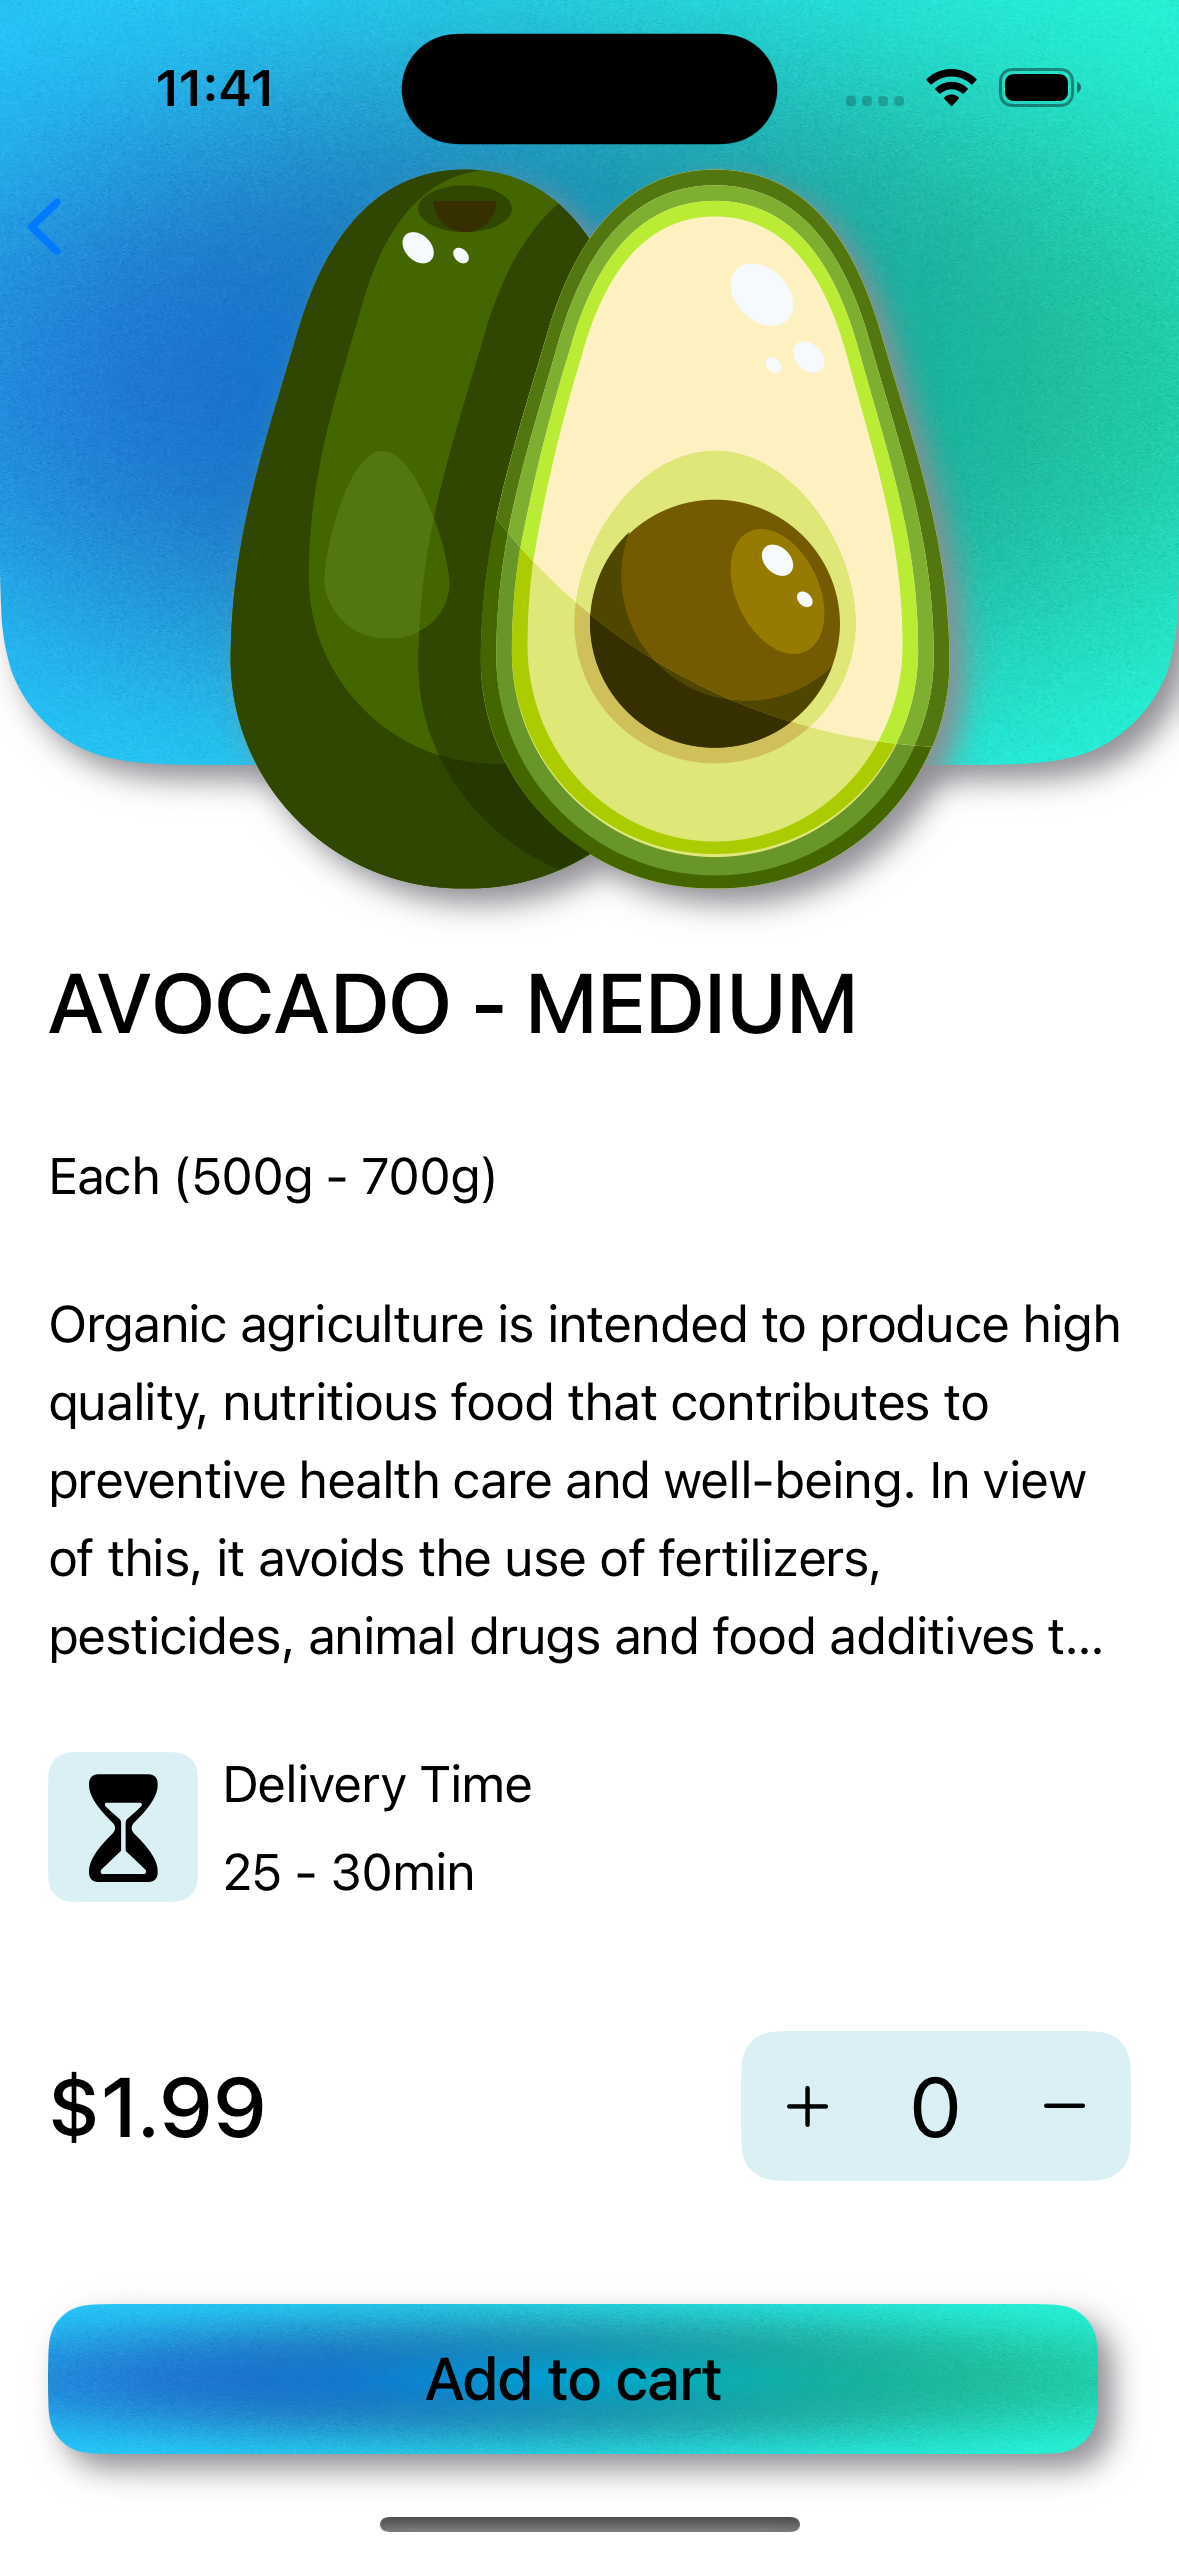 11:41
AVOCADO - MEDIUM
Each (500g - 700g)
Organic agriculture is intended to produce high
quality, nutritious food that contributes to
preventive health care and well-being. In view
of this, it avoids the use of fertilizers,
pesticides, animal drugs and food additives t...
Delivery Time
25 - 30min
$1.99
+ 0 −
Add to cart